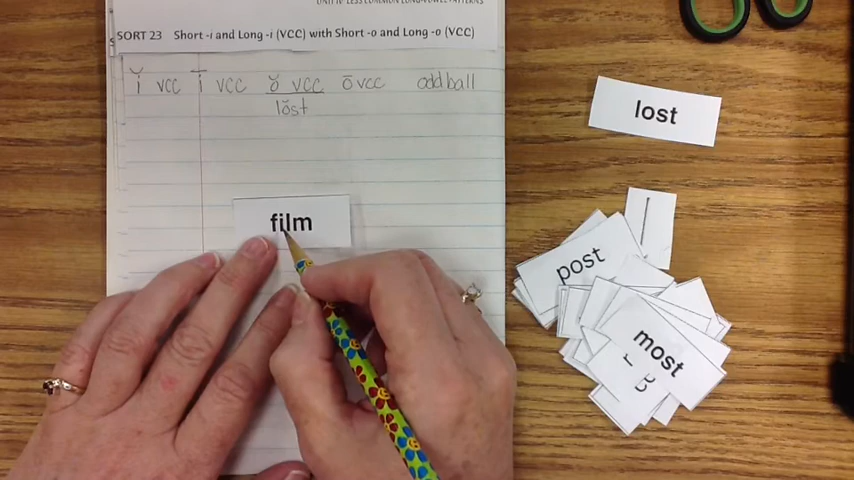 UNIT IV LESS COMMON LONG-VOWEL PATTERNS
SORT 23 Short -i and Long -i (VCC) with Short -o and Long -o (VCC)
ĭ VCC ī VCC ŏ VCC ō VCC oddball
lŏst
lost
film
post
most